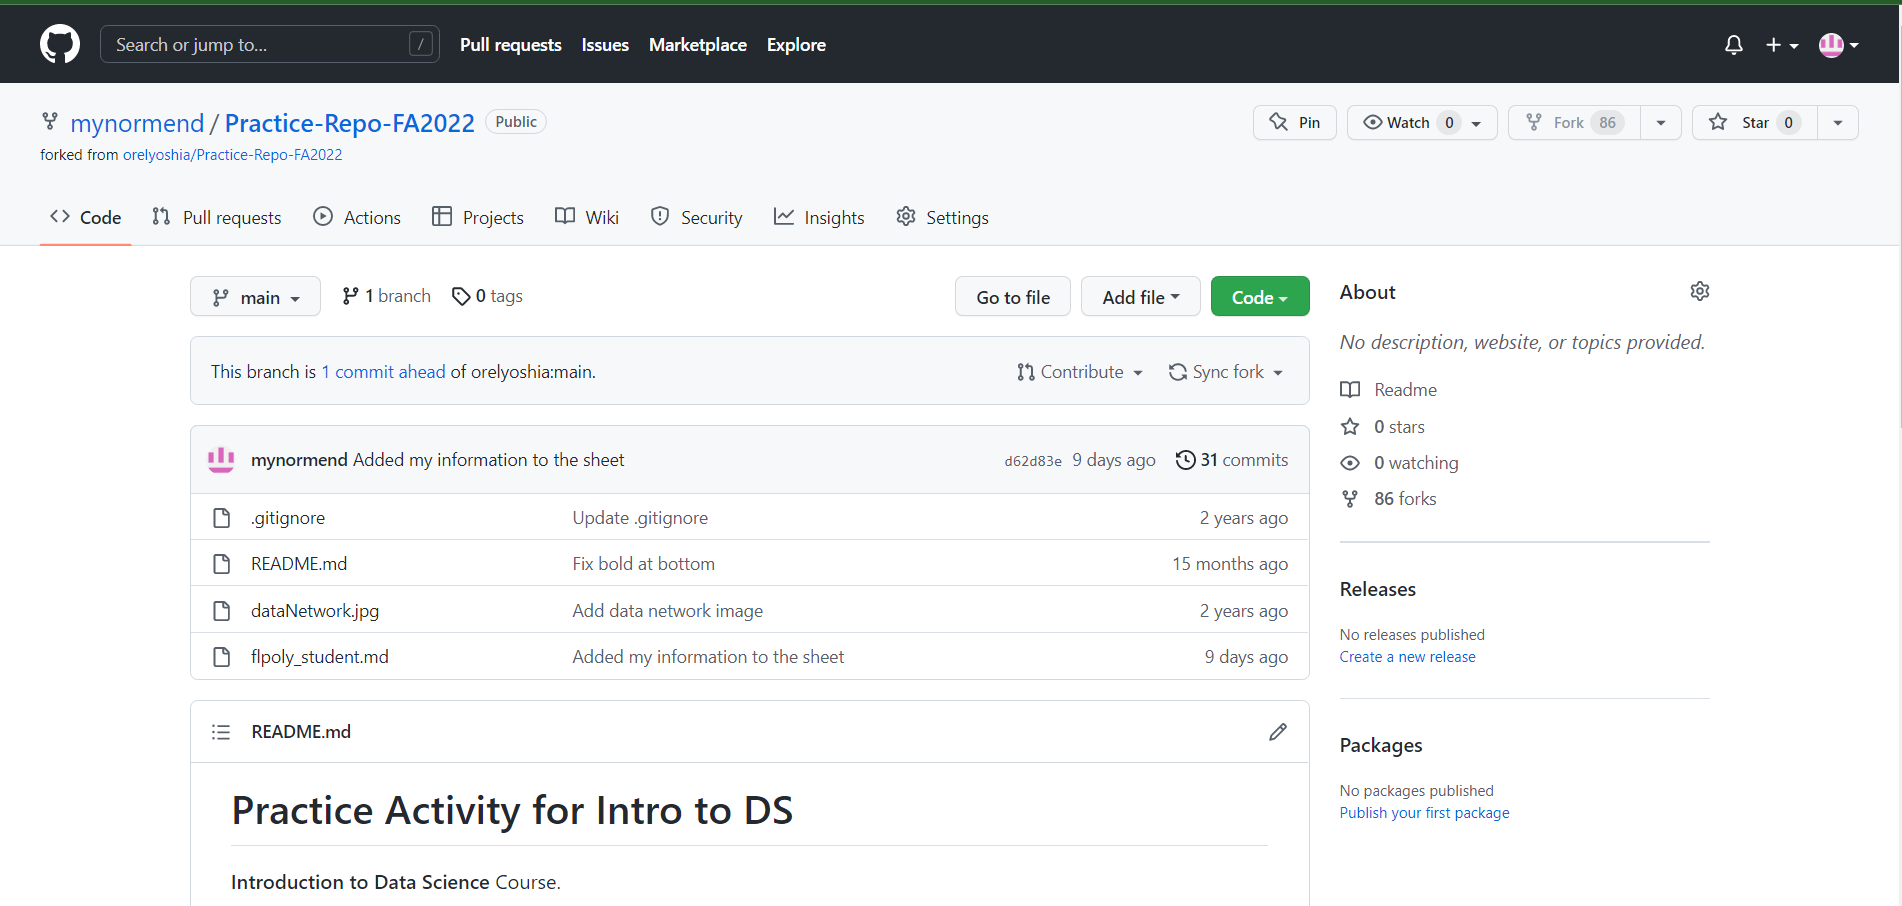 Search or jump to... /
Pull requests Issues Marketplace Explore
mynormend / Practice-Repo-FA2022 Public
forked from orelyoshia/Practice-Repo-FA2022
Pin Watch 0 Fork 86 Star 0
Code Pull requests Actions Projects Wiki Security Insights Settings
main 1 branch 0 tags Go to file Add file Code
This branch is 1 commit ahead of orelyoshia:main. Contribute Sync fork
mynormend Added my information to the sheet d62d83e 9 days ago 31 commits
.gitignore Update .gitignore 2 years ago
README.md Fix bold at bottom 15 months ago
dataNetwork.jpg Add data network image 2 years ago
flpoly_student.md Added my information to the sheet 9 days ago
README.md
Practice Activity for Intro to DS
Introduction to Data Science Course.
About
No description, website, or topics provided.
Readme
0 stars
0 watching
86 forks
Releases
No releases published
Create a new release
Packages
No packages published
Publish your first package